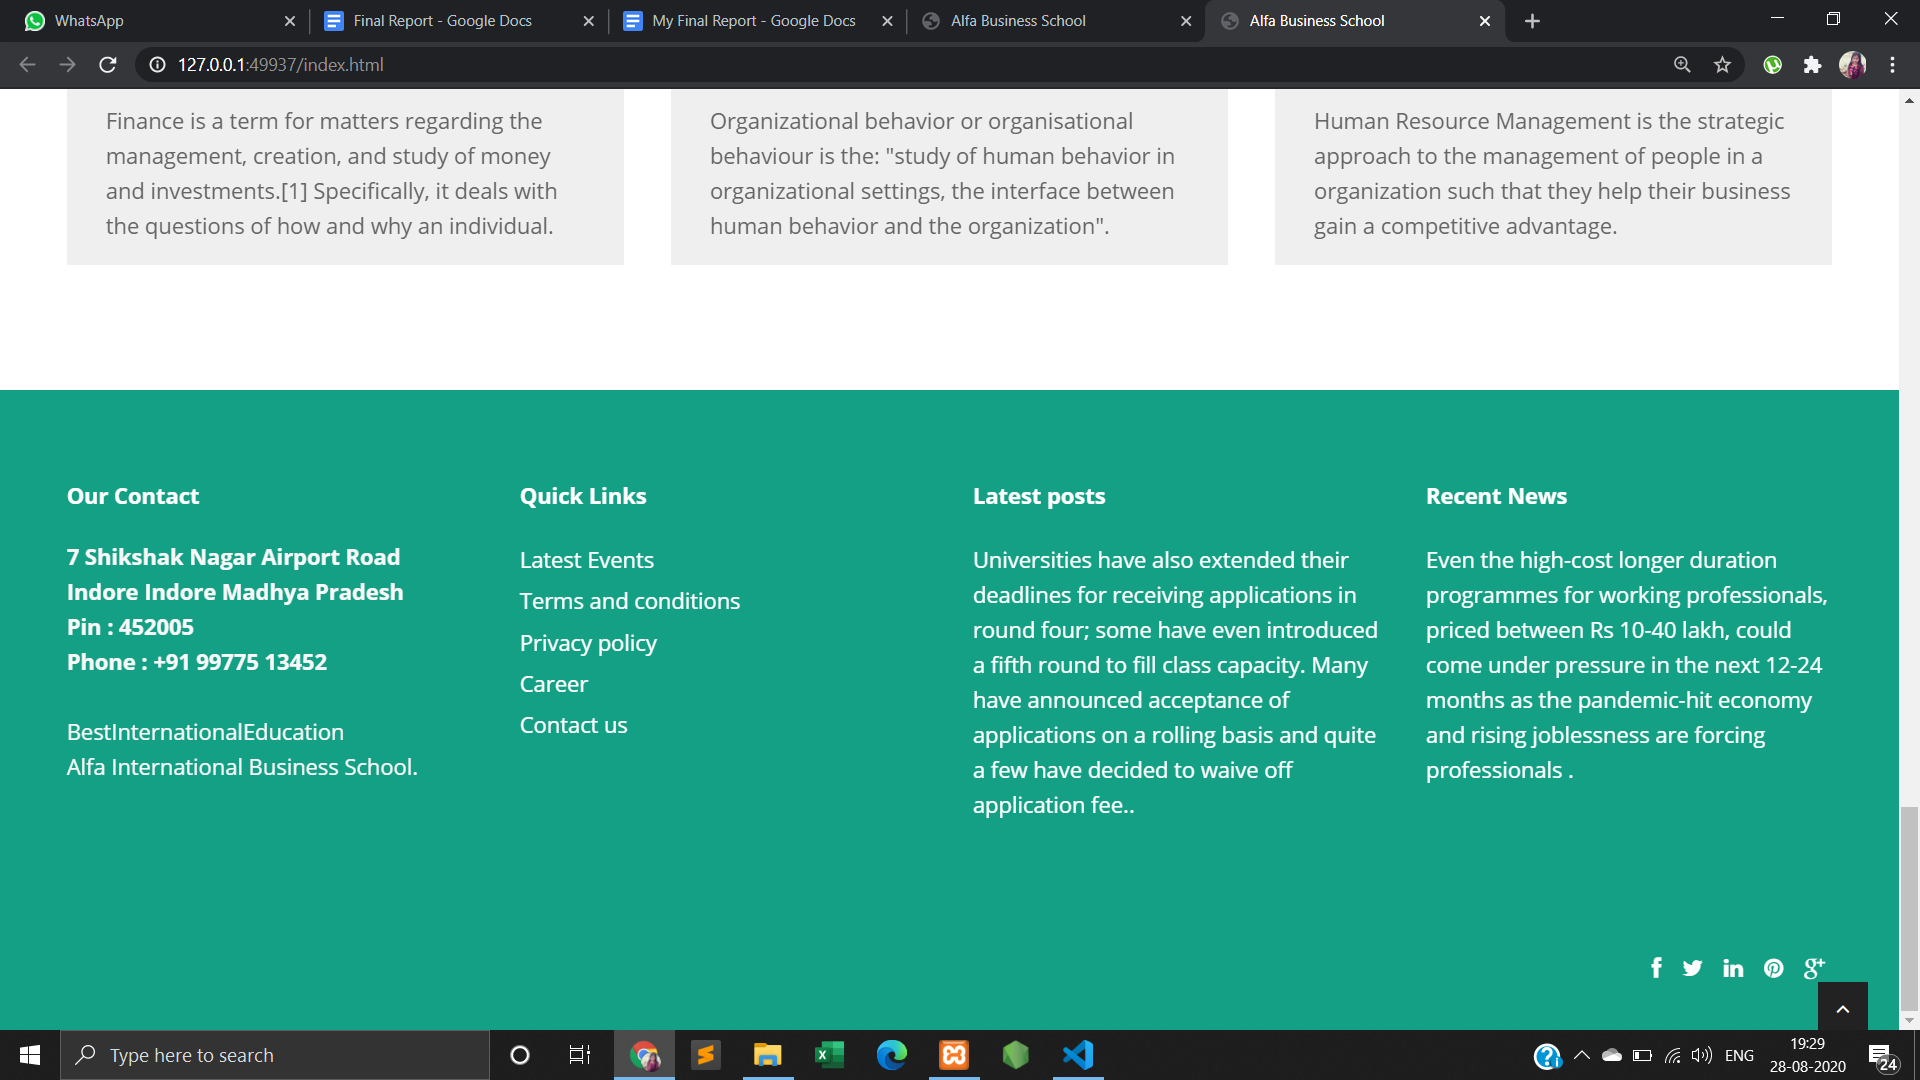 WhatsApp
Final Report - Google Docs
My Final Report - Google Docs
Alfa Business School
Alfa Business School
127.0.0.1:49937/index.html
Finance is a term for matters regarding the
management, creation, and study of money
and investments.[1] Specifically, it deals with
the questions of how and why an individual.
Organizational behavior or organisational
behaviour is the: "study of human behavior in
organizational settings, the interface between
human behavior and the organization".
Human Resource Management is the strategic
approach to the management of people in a
organization such that they help their business
gain a competitive advantage.
Our Contact
7 Shikshak Nagar Airport Road
Indore Indore Madhya Pradesh
Pin : 452005
Phone : +91 99775 13452
BestInternationalEducation
Alfa International Business School.
Quick Links
Latest Events
Terms and conditions
Privacy policy
Career
Contact us
Latest posts
Universities have also extended their
deadlines for receiving applications in
round four; some have even introduced
a fifth round to fill class capacity. Many
have announced acceptance of
applications on a rolling basis and quite
a few have decided to waive off
application fee..
Recent News
Even the high-cost longer duration
programmes for working professionals,
priced between Rs 10-40 lakh, could
come under pressure in the next 12-24
months as the pandemic-hit economy
and rising joblessness are forcing
professionals .
Type here to search
ENG
19:29
28-08-2020
24